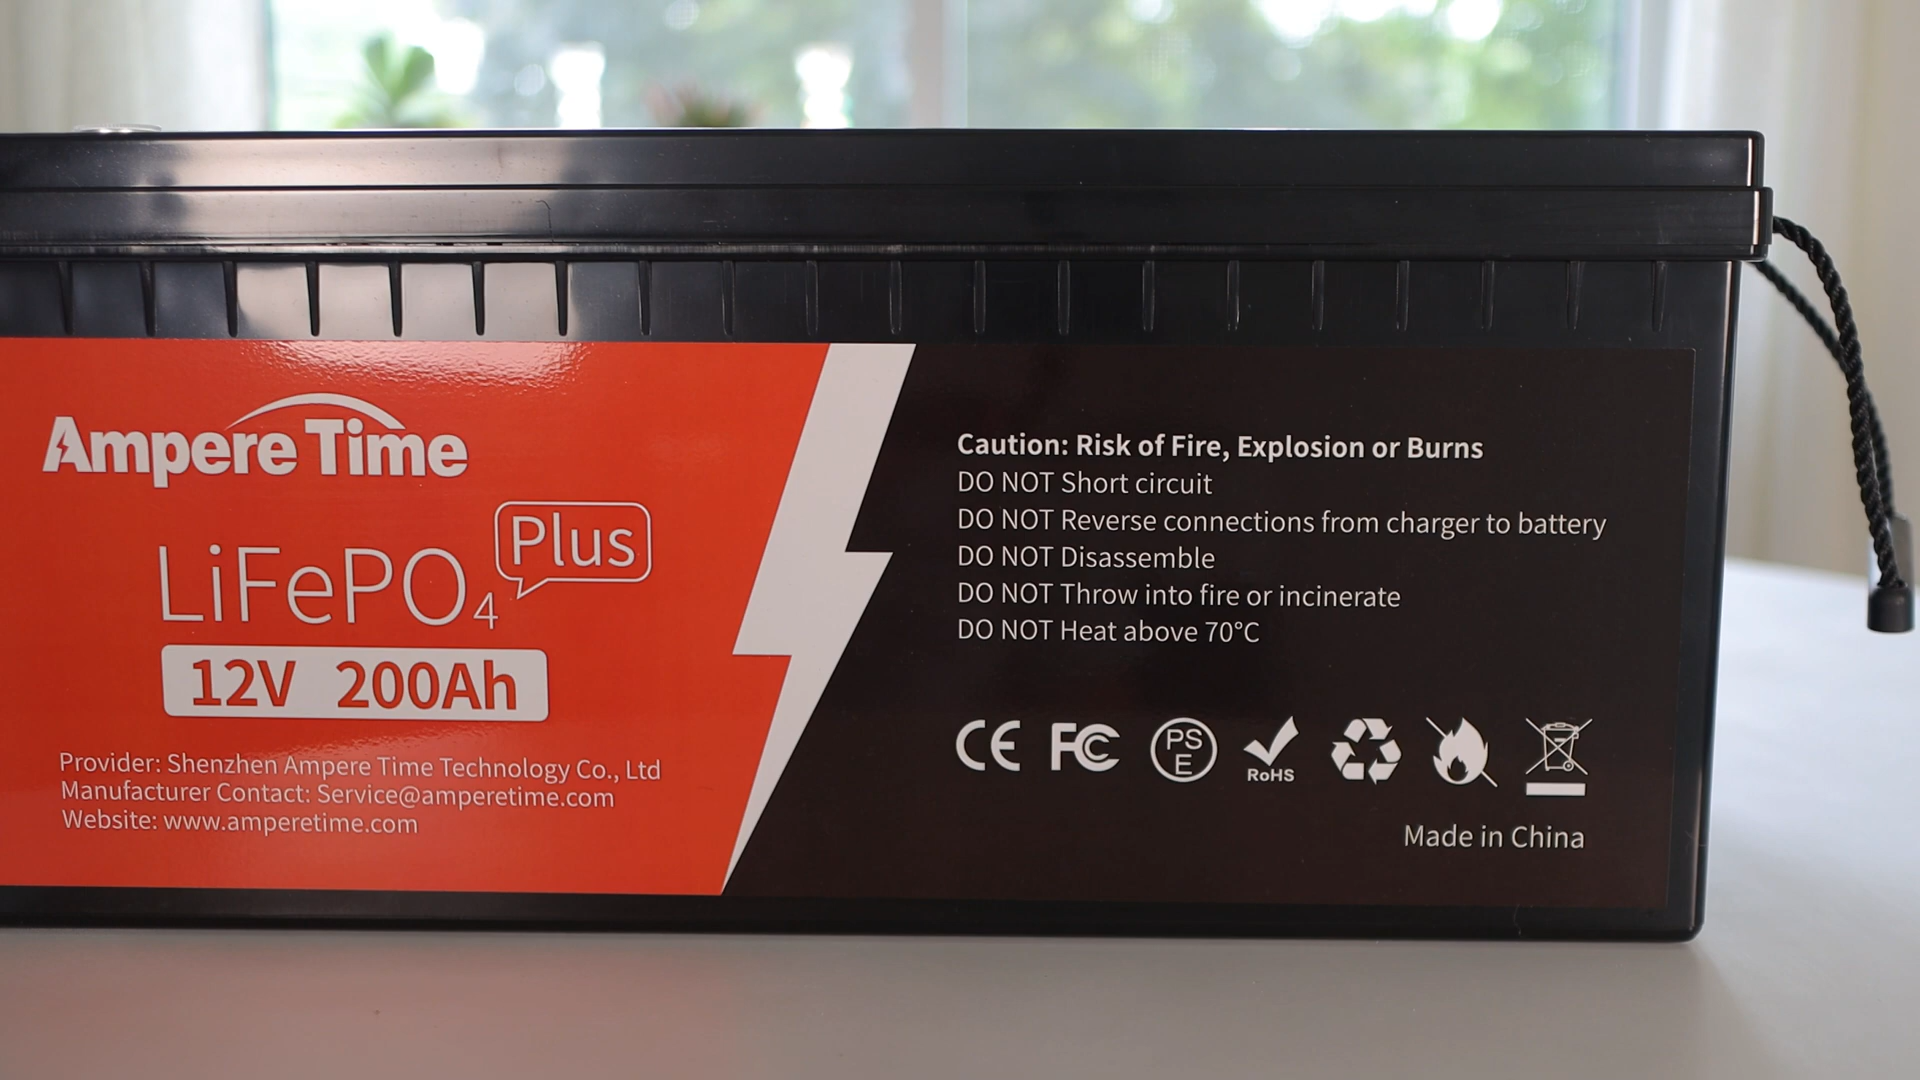 Ampere Time
LiFePO4 Plus
12V 200Ah
Provider: Shenzhen Ampere Time Technology Co., Ltd
Manufacturer Contact: Service@amperetime.com
Website: www.amperetime.com
Caution: Risk of Fire, Explosion or Burns
DO NOT Short circuit
DO NOT Reverse connections from charger to battery
DO NOT Disassemble
DO NOT Throw into fire or incinerate
DO NOT Heat above 70°C
CE FC PSE RoHS
Made in China